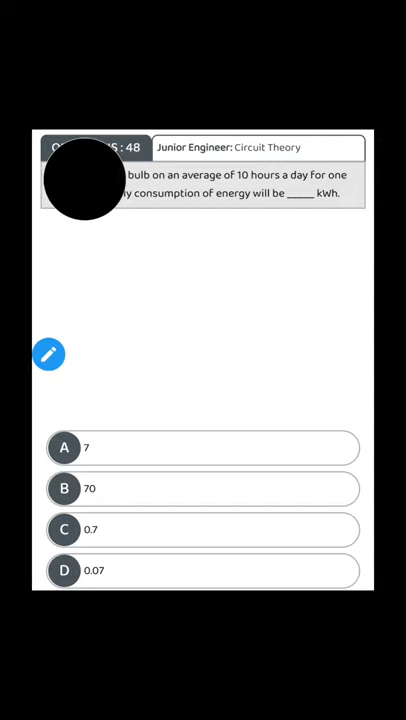 S : 48
Junior Engineer: Circuit Theory
bulb on an average of 10 hours a day for one
consumption of energy will be _____ kWh.
A 7
B 70
C 0.7
D 0.07